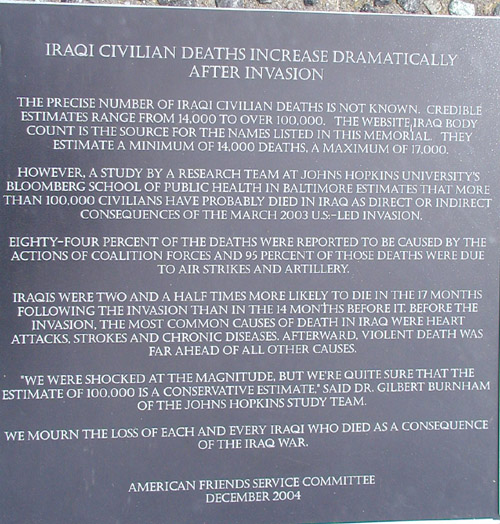 IRAQI CIVILIAN DEATHS INCREASE DRAMATICALLY
AFTER INVASION
THE PRECISE NUMBER OF IRAQI CIVILIAN DEATHS IS NOT KNOWN. CREDIBLE
ESTIMATES RANGE FROM 14,000 TO OVER 100,000. THE WEBSITE IRAQ BODY
COUNT IS THE SOURCE FOR THE NAMES LISTED IN THIS MEMORIAL. THEY
ESTIMATE A MINIMUM OF 14,000 DEATHS, A MAXIMUM OF 17,000.
HOWEVER, A STUDY BY A RESEARCH TEAM AT JOHNS HOPKINS UNIVERSITY'S
BLOOMBERG SCHOOL OF PUBLIC HEALTH IN BALTIMORE ESTIMATES THAT MORE
THAN 100,000 CIVILIANS HAVE PROBABLY DIED IN IRAQ AS DIRECT OR INDIRECT
CONSEQUENCES OF THE MARCH 2003 U.S.-LED INVASION.
EIGHTY-FOUR PERCENT OF THE DEATHS WERE REPORTED TO BE CAUSED BY THE
ACTIONS OF COALITION FORCES AND 95 PERCENT OF THOSE DEATHS WERE DUE
TO AIR STRIKES AND ARTILLERY.
IRAQIS WERE TWO AND A HALF TIMES MORE LIKELY TO DIE IN THE 17 MONTHS
FOLLOWING THE INVASION THAN IN THE 14 MONTHS BEFORE IT. BEFORE THE
INVASION, THE MOST COMMON CAUSES OF DEATH IN IRAQ WERE HEART
ATTACKS, STROKES AND CHRONIC DISEASES. AFTERWARD, VIOLENT DEATH WAS
FAR AHEAD OF ALL OTHER CAUSES.
"WE WERE SHOCKED AT THE MAGNITUDE, BUT WE'RE QUITE SURE THAT THE
ESTIMATE OF 100,000 IS A CONSERVATIVE ESTIMATE," SAID DR. GILBERT BURNHAM
OF THE JOHNS HOPKINS STUDY TEAM.
WE MOURN THE LOSS OF EACH AND EVERY IRAQI WHO DIED AS A CONSEQUENCE
OF THE IRAQ WAR.
AMERICAN FRIENDS SERVICE COMMITTEE
DECEMBER 2004